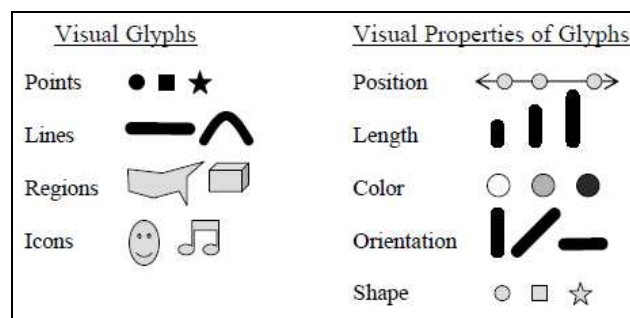 Visual Glyphs
Points
Lines
Regions
Icons
Visual Properties of Glyphs
Position
Length
Color
Orientation
Shape